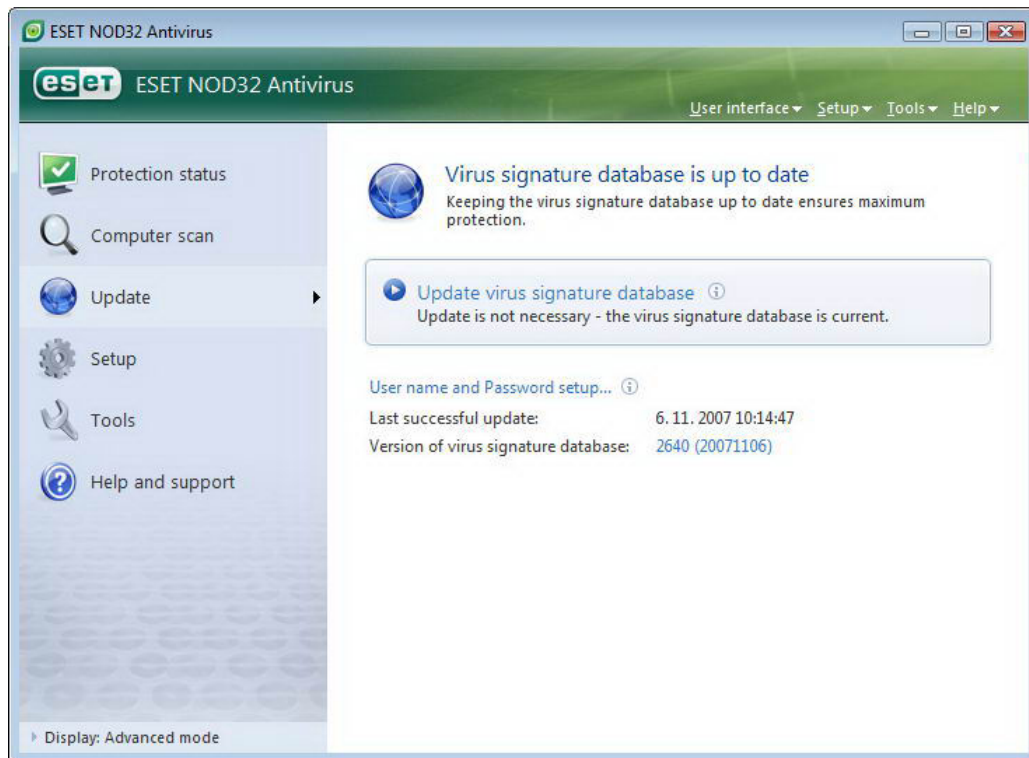 ESET NOD32 Antivirus
eset ESET NOD32 Antivirus
User interface Setup Tools Help
Protection status
Computer scan
Update
Setup
Tools
Help and support
Display: Advanced mode
Virus signature database is up to date
Keeping the virus signature database up to date ensures maximum
protection.
Update virus signature database
Update is not necessary - the virus signature database is current.
User name and Password setup...
Last successful update: 6. 11. 2007 10:14:47
Version of virus signature database: 2640 (20071106)